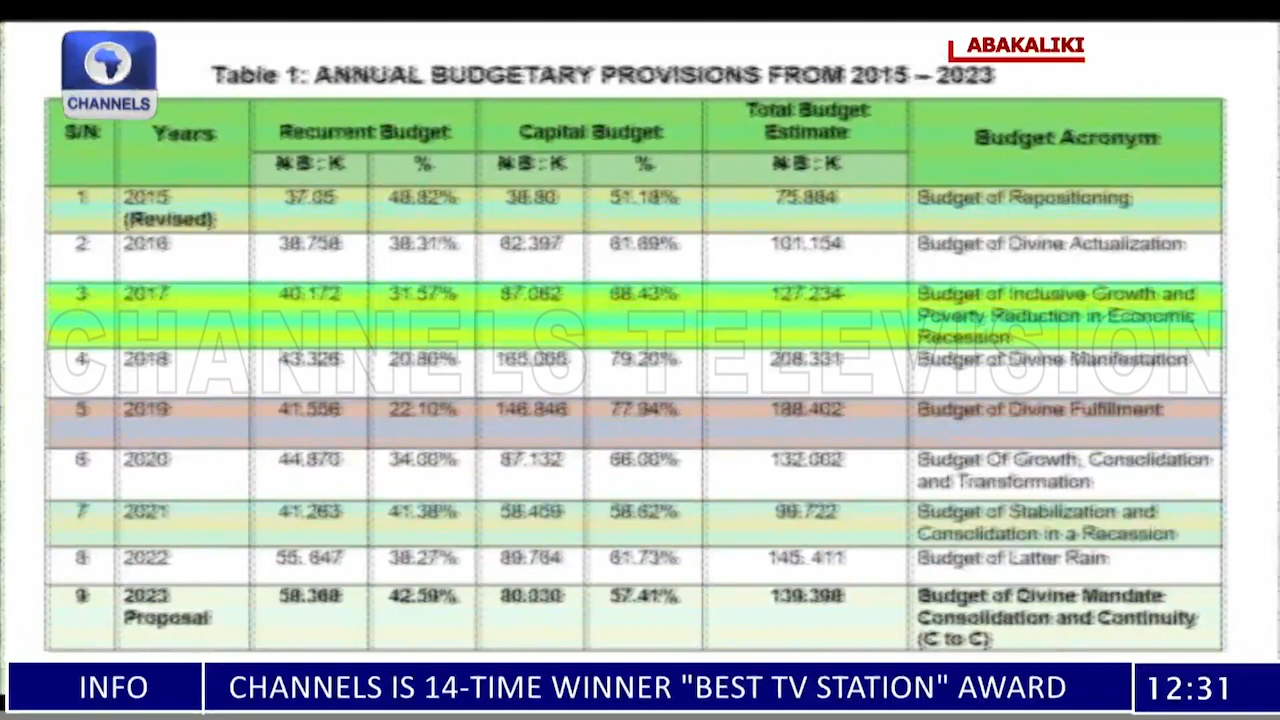 CHANNELS
ABAKALIKI
Table 1: ANNUAL BUDGETARY PROVISIONS FROM 2015 – 2023
S/N Years Recurrent Budget Capital Budget Total Budget Estimate Budget Acronym
₦ B : K % ₦ B : K % ₦ B : K
1 2015 (Revised) 37.05 48.82% 38.80 51.18% 75.884 Budget of Repositioning
2 2016 38.758 38.31% 62.397 61.69% 101.154 Budget of Divine Actualization
3 2017 40.172 31.57% 87.062 68.43% 127.234 Budget of Inclusive Growth and
Poverty Reduction in Economic
Recession
4 2018 43.326 20.80% 165.005 79.20% 208.331 Budget of Divine Manifestation
5 2019 41.556 22.10% 146.846 77.94% 188.402 Budget of Divine Fulfillment
6 2020 44.870 34.00% 87.132 66.00% 132.002 Budget Of Growth, Consolidation
and Transformation
7 2021 41.263 41.38% 58.459 58.62% 99.722 Budget of Stabilization and
Consolidation in a Recession
8 2022 55. 647 38.27% 89.764 61.73% 145. 411 Budget of Latter Rain
9 2023 Proposal 58.368 42.59% 80.030 57.41% 139.398 Budget of Divine Mandate
Consolidation and Continuity
(C to C)
CHANNELS TELEVISION
INFO CHANNELS IS 14-TIME WINNER "BEST TV STATION" AWARD 12:31